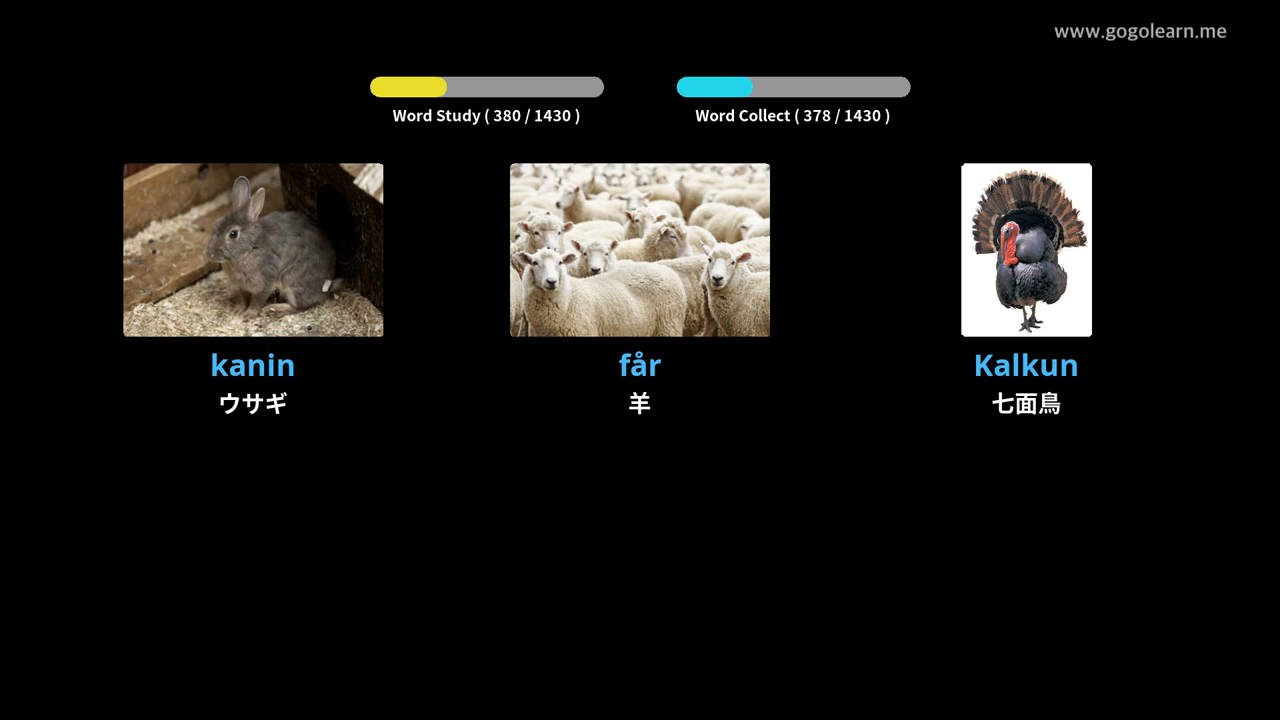 www.gogolearn.me
Word Study ( 380 / 1430 )
Word Collect ( 378 / 1430 )
kanin
ウサギ
får
羊
Kalkun
七面鳥